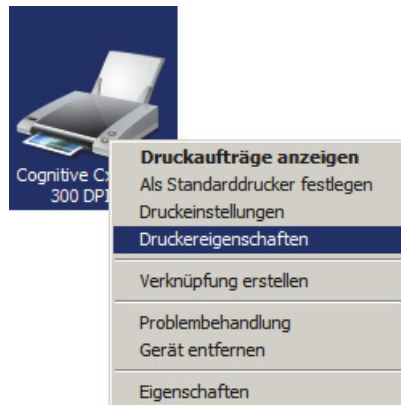 Cognitive C
300 DPI
Druckaufträge anzeigen
Als Standarddrucker festlegen
Druckeinstellungen
Druckereigenschaften
Verknüpfung erstellen
Problembehandlung
Gerät entfernen
Eigenschaften